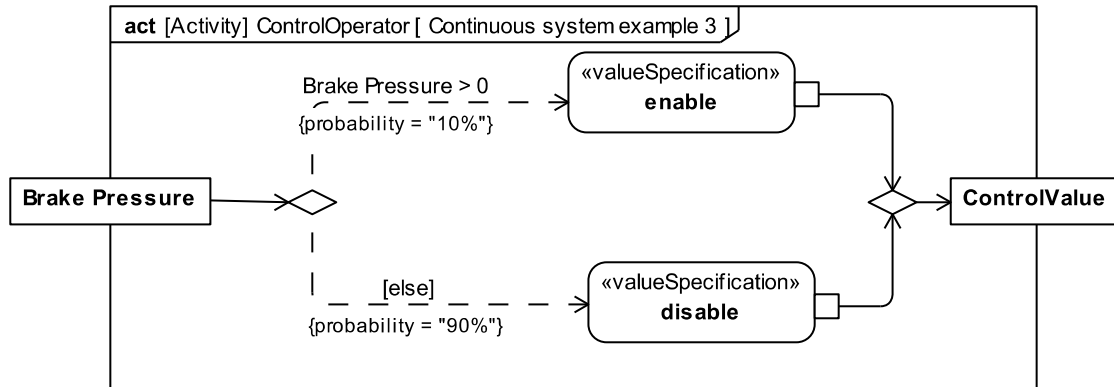 act [Activity] ControlOperator [ Continuous system example 3 ]
«valueSpecification»
enable
Brake Pressure > 0
{probability = "10%"}
Brake Pressure
ControlValue
[else]
{probability = "90%"}
«valueSpecification»
disable